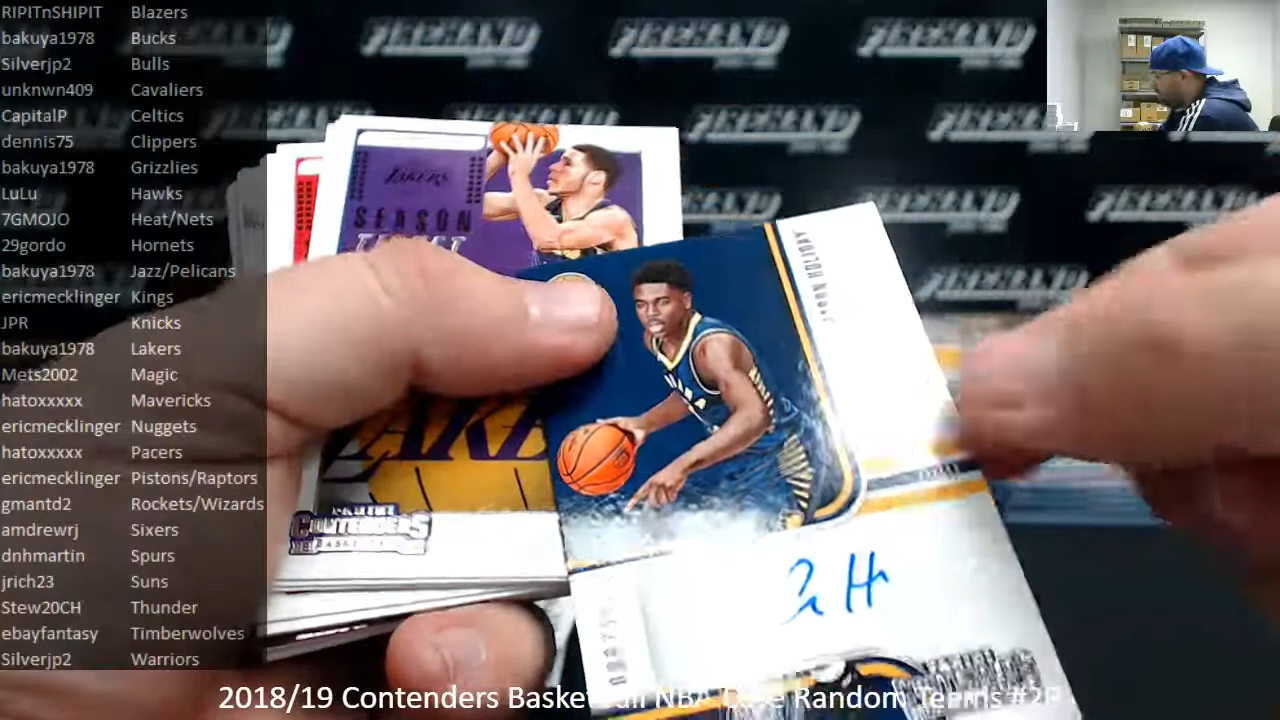 RIPITnSHIPIT Blazers
bakuya1978 Bucks
Silverjp2 Bulls
unknwn409 Cavaliers
CapitalP Celtics
dennis75 Clippers
bakuya1978 Grizzlies
LuLu Hawks
7GMOJO Heat/Nets
29gordo Hornets
bakuya1978 Jazz/Pelicans
ericmecklinger Kings
JPR Knicks
bakuya1978 Lakers
Mets2002 Magic
hatoxxxxx Mavericks
ericmecklinger Nuggets
hatoxxxxx Pacers
ericmecklinger Pistons/Raptors
gmantd2 Rockets/Wizards
amdrewrj Sixers
dnhmartin Spurs
jrich23 Suns
Stew20CH Thunder
ebayfantasy Timberwolves
Silverjp2 Warriors
LAKERS
SEASON
AARON HOLIDAY
PANINI
CONTENDERS
BASKETBALL
2018/19 Contenders Basketball NBA Case Random Teams